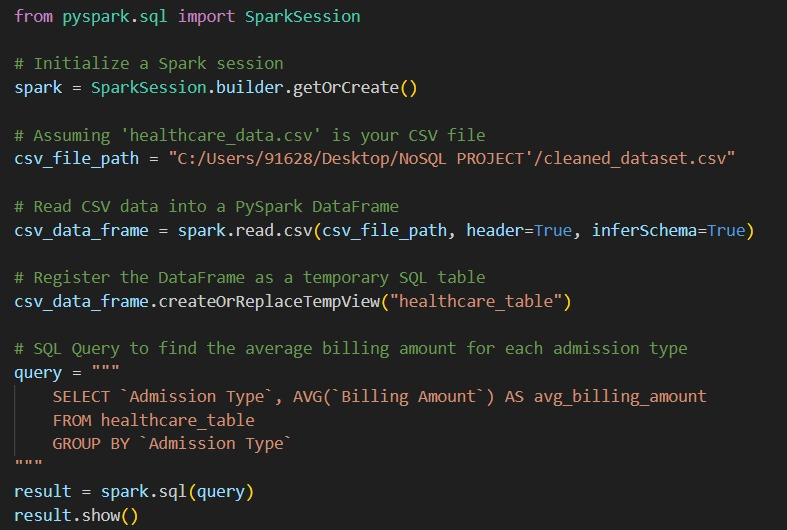 from pyspark.sql import SparkSession
# Initialize a Spark session
spark = SparkSession.builder.getOrCreate()
# Assuming 'healthcare_data.csv' is your CSV file
csv_file_path = "C:/Users/91628/Desktop/NoSQL PROJECT'/cleaned_dataset.csv"
# Read CSV data into a PySpark DataFrame
csv_data_frame = spark.read.csv(csv_file_path, header=True, inferSchema=True)
# Register the DataFrame as a temporary SQL table
csv_data_frame.createOrReplaceTempView("healthcare_table")
# SQL Query to find the average billing amount for each admission type
query = """
    SELECT `Admission Type`, AVG(`Billing Amount`) AS avg_billing_amount
    FROM healthcare_table
    GROUP BY `Admission Type`
"""
result = spark.sql(query)
result.show()